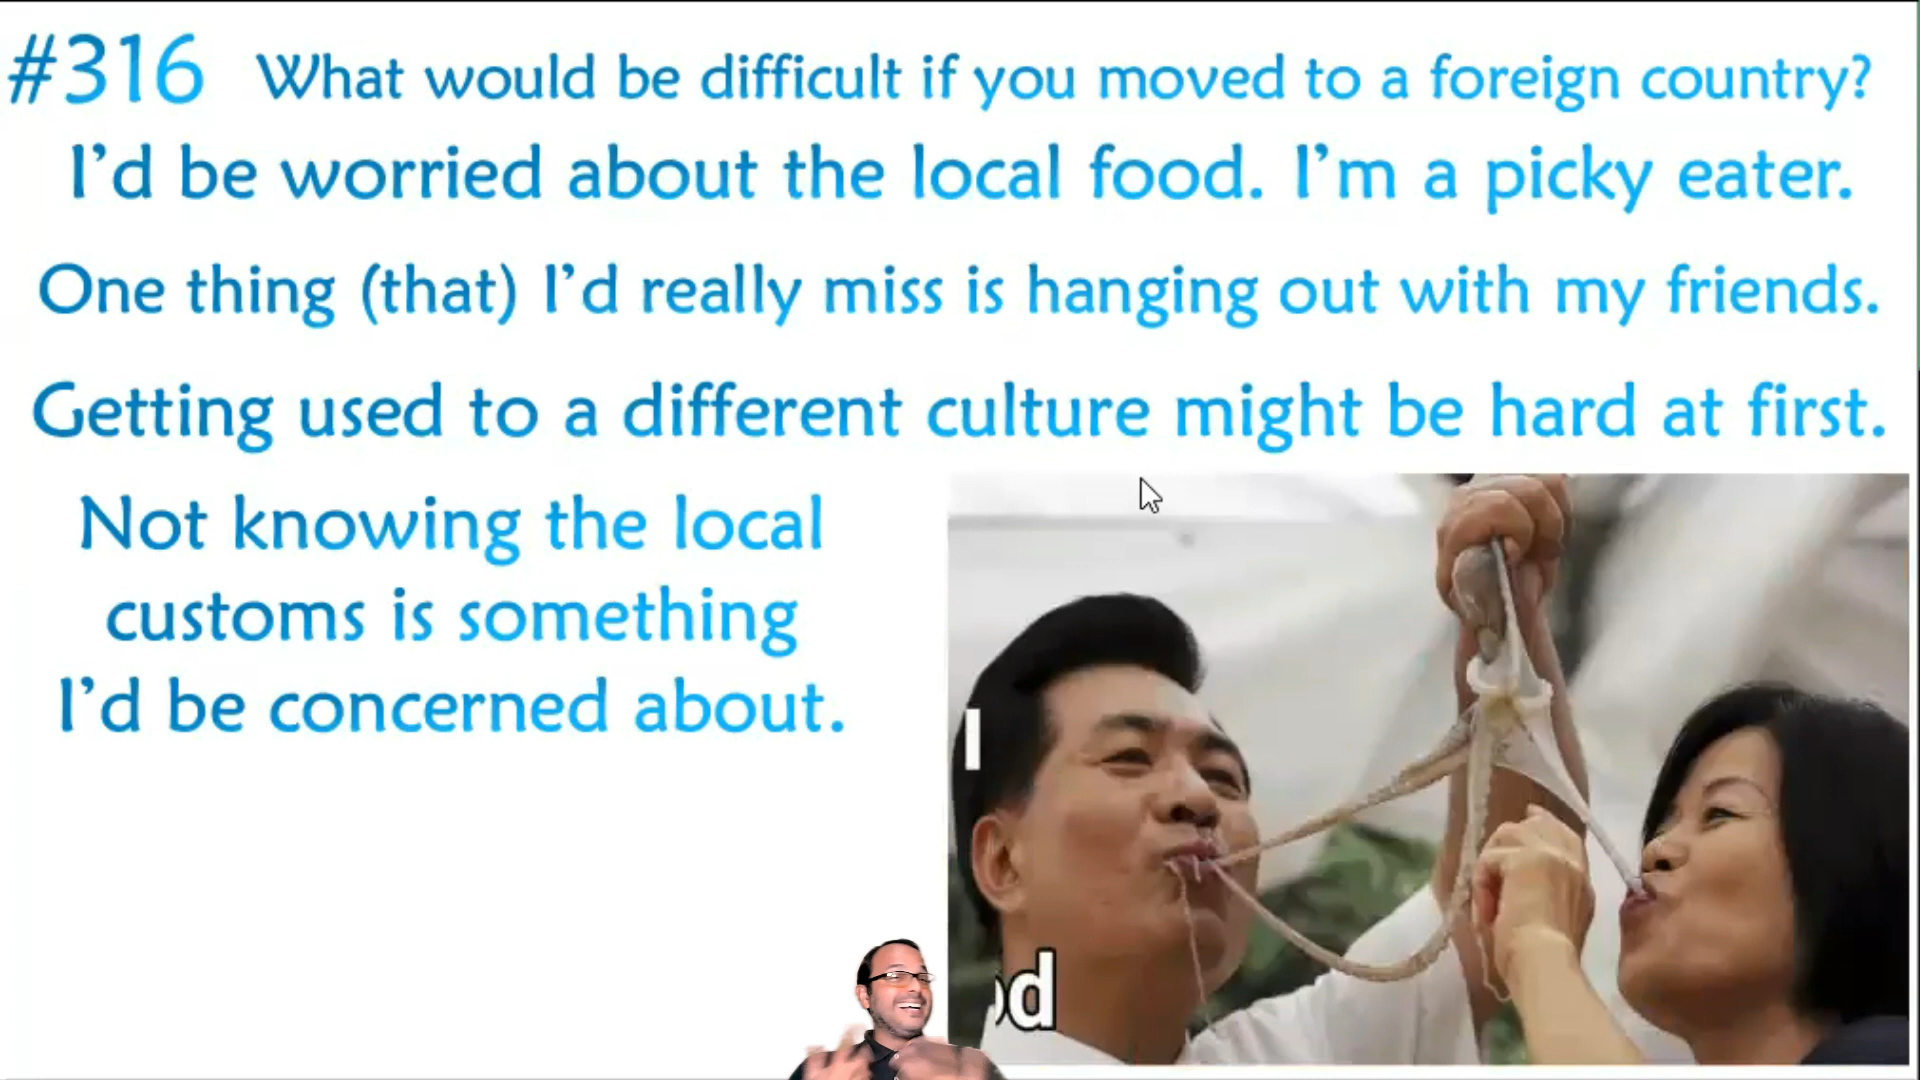 #316 What would be difficult if you moved to a foreign country?
I'd be worried about the local food. I'm a picky eater.
One thing (that) I'd really miss is hanging out with my friends.
Getting used to a different culture might be hard at first.
Not knowing the local
customs is something
I'd be concerned about.